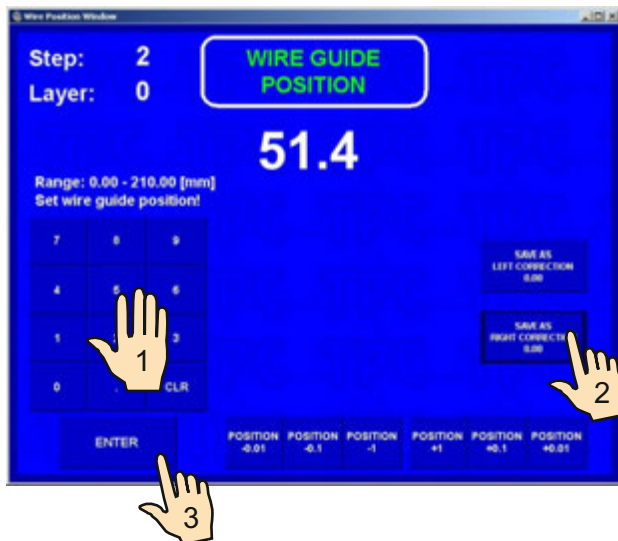 Wire Position Window
Step: 2
Layer: 0
WIRE GUIDE
POSITION
51.4
Range: 0.00 - 210.00 [mm]
Set wire guide position!
7 8 9
4 5 6
1 3
0 . CLR
ENTER
SAVE AS
LEFT CORRECTION
0.00
SAVE AS
RIGHT
0.00
POSITION
-0.01
POSITION
-0.1
POSITION
-1
POSITION
+1
POSITION
+0.1
POSITION
+0.01
1
2
3